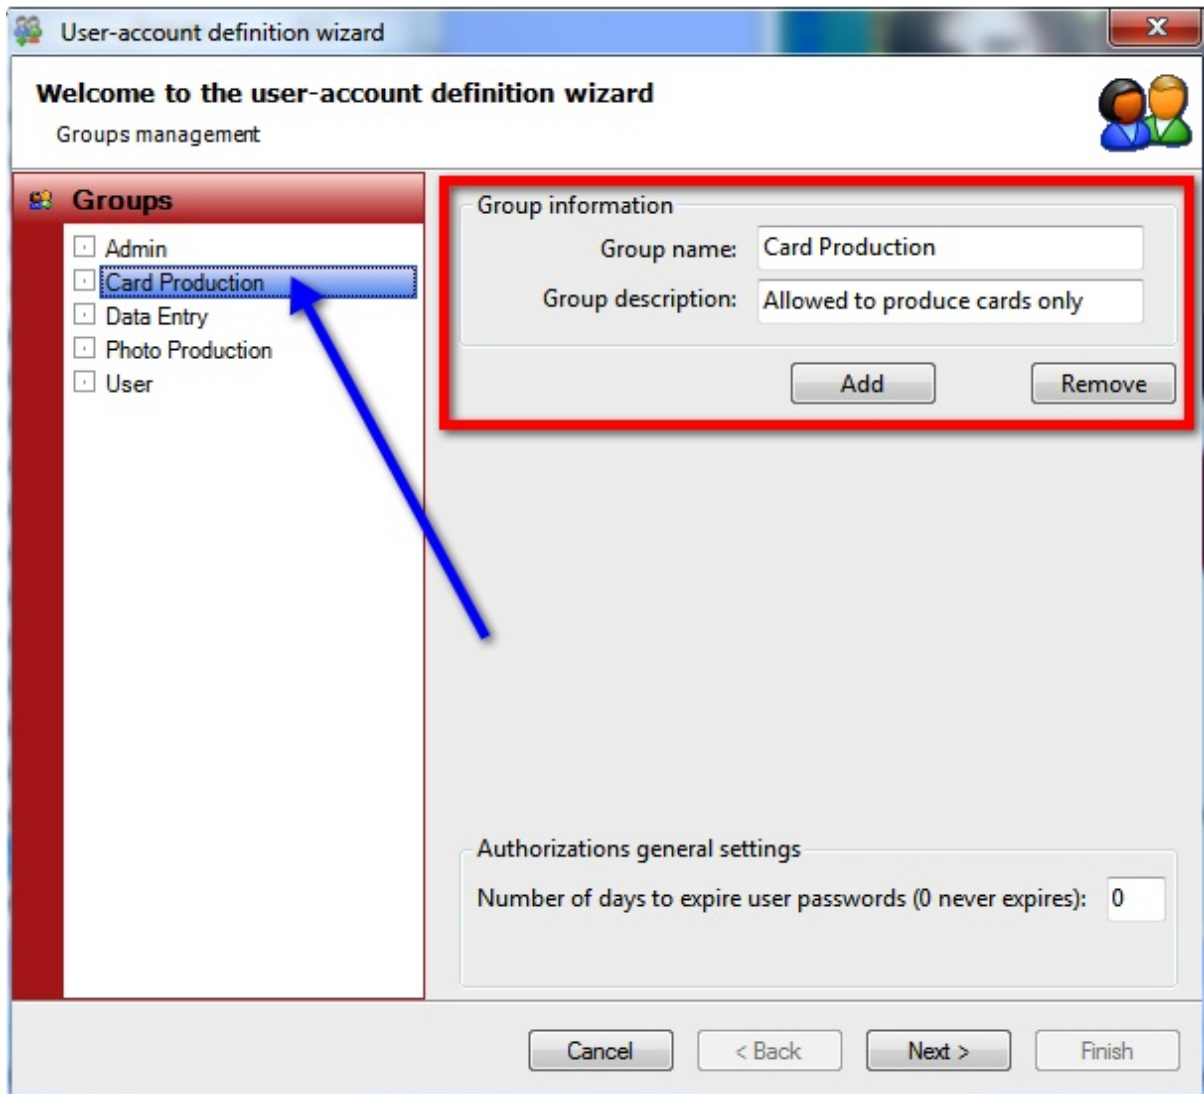 User-account definition wizard
Welcome to the user-account definition wizard
Groups management
Groups
Admin
Card Production
Data Entry
Photo Production
User
Group information
Group name: Card Production
Group description: Allowed to produce cards only
Add Remove
Authorizations general settings
Number of days to expire user passwords (0 never expires): 0
Cancel < Back Next > Finish